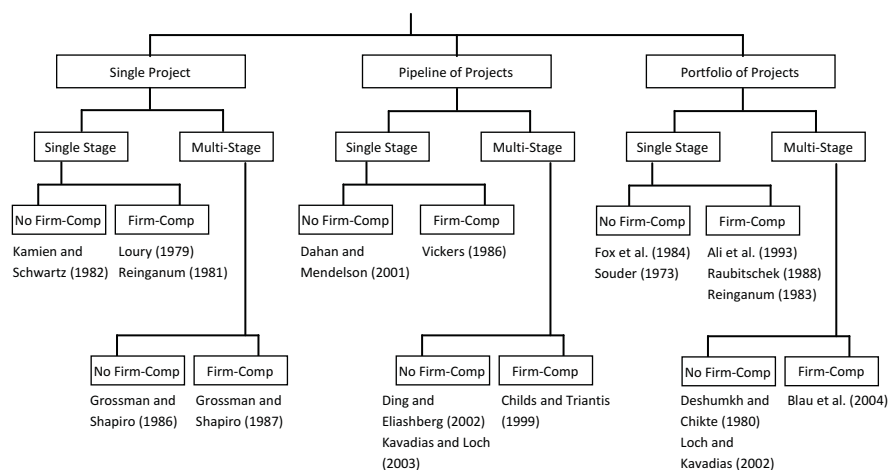 Single Project
Pipeline of Projects
Portfolio of Projects
Single Stage
Multi-Stage
Single Stage
Multi-Stage
Single Stage
Multi-Stage
No Firm-Comp
Firm-Comp
No Firm-Comp
Firm-Comp
No Firm-Comp
Firm-Comp
Kamien and
Schwartz (1982)
Loury (1979)
Reinganum (1981)
Dahan and
Mendelson (2001)
Vickers (1986)
Fox et al. (1984)
Souder (1973)
Ali et al. (1993)
Raubitschek (1988)
Reinganum (1983)
No Firm-Comp
Firm-Comp
No Firm-Comp
Firm-Comp
No Firm-Comp
Firm-Comp
Grossman and
Shapiro (1986)
Grossman and
Shapiro (1987)
Ding and
Eliashberg (2002)
Kavadias and Loch
(2003)
Childs and Triantis
(1999)
Deshumkh and
Chikte (1980)
Loch and
Kavadias (2002)
Blau et al. (2004)